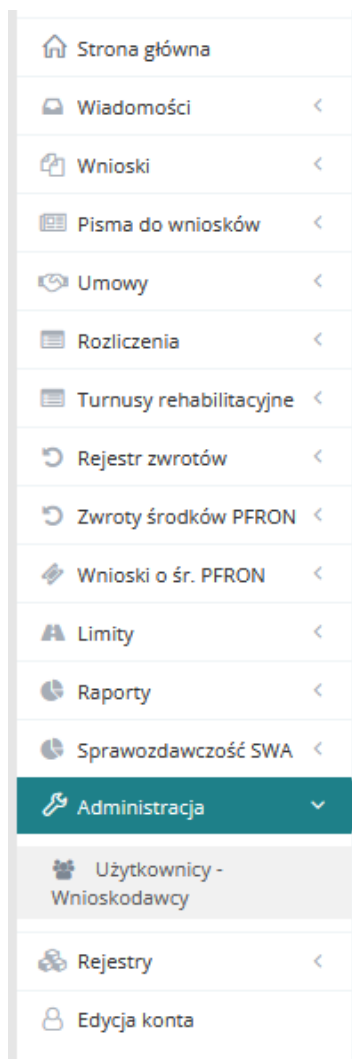 Strona główna
Wiadomości
Wnioski
Pisma do wniosków
Umowy
Rozliczenia
Turnusy rehabilitacyjne
Rejestr zwrotów
Zwroty środków PFRON
Wnioski o śr. PFRON
Limity
Raporty
Sprawozdawczość SWA
Administracja
Użytkownicy -
Wnioskodawcy
Rejestry
Edycja konta